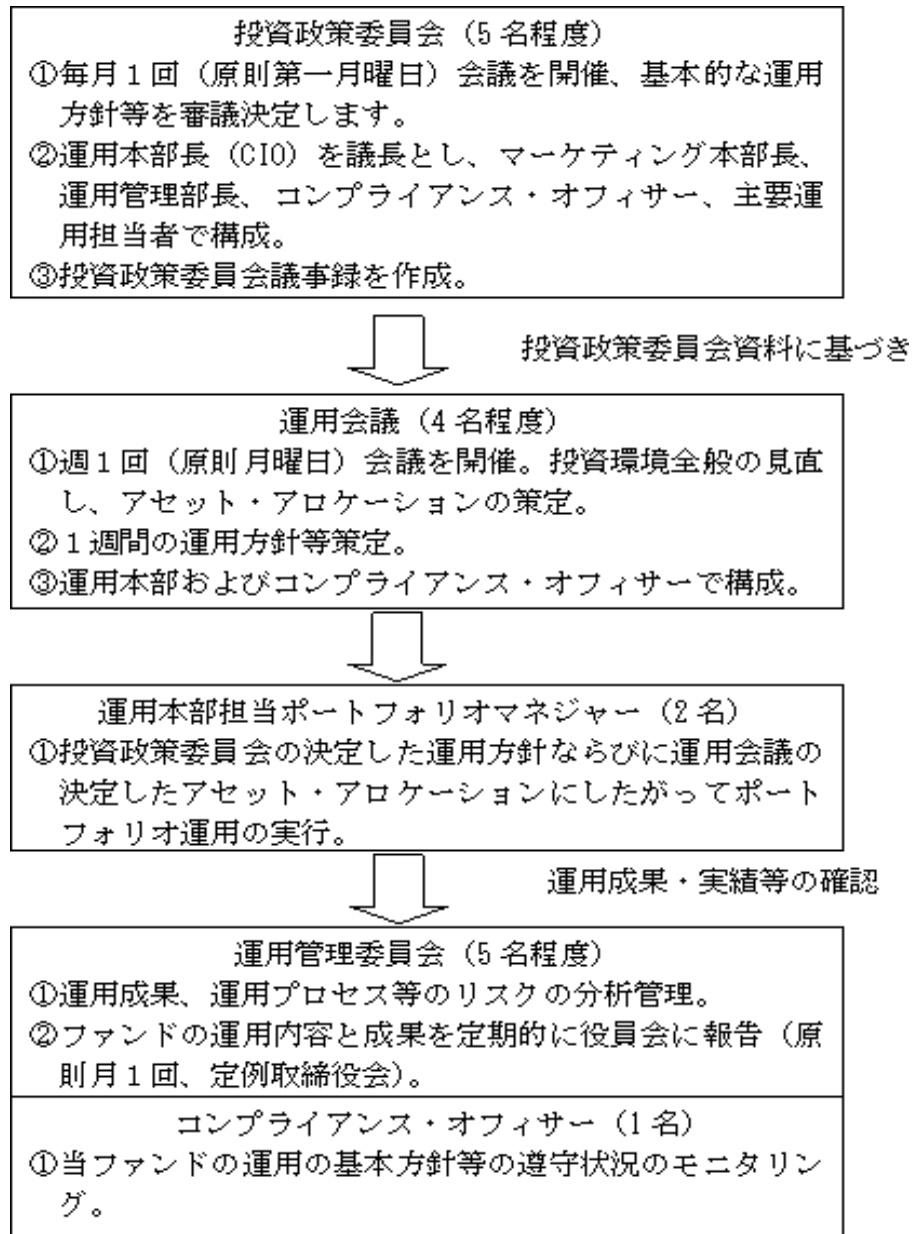 投資政策委員会（5名程度）
①毎月1回（原則第一月曜日）会議を開催、基本的な運用
方針等を審議決定します。
②運用本部長（CIO）を議長とし、マーケティング本部長、
運用管理部長、コンプライアンス・オフィサー、主要運
用担当者で構成。
③投資政策委員会議事録を作成。
投資政策委員会資料に基づき
運用会議（4名程度）
①週1回（原則月曜日）会議を開催。投資環境全般の見直
し、アセット・アロケーションの策定。
②1週間の運用方針等策定。
③運用本部およびコンプライアンス・オフィサーで構成。
運用本部担当ポートフォリオマネジャー（2名）
①投資政策委員会の決定した運用方針ならびに運用会議の
決定したアセット・アロケーションにしたがってポート
フォリオ運用の実行。
運用成果・実績等の確認
運用管理委員会（5名程度）
①運用成果、運用プロセス等のリスクの分析管理。
②ファンドの運用内容と成果を定期的に役員会に報告（原
則月1回、定例取締役会）。
コンプライアンス・オフィサー（1名）
①当ファンドの運用の基本方針等の遵守状況のモニタリン
グ。